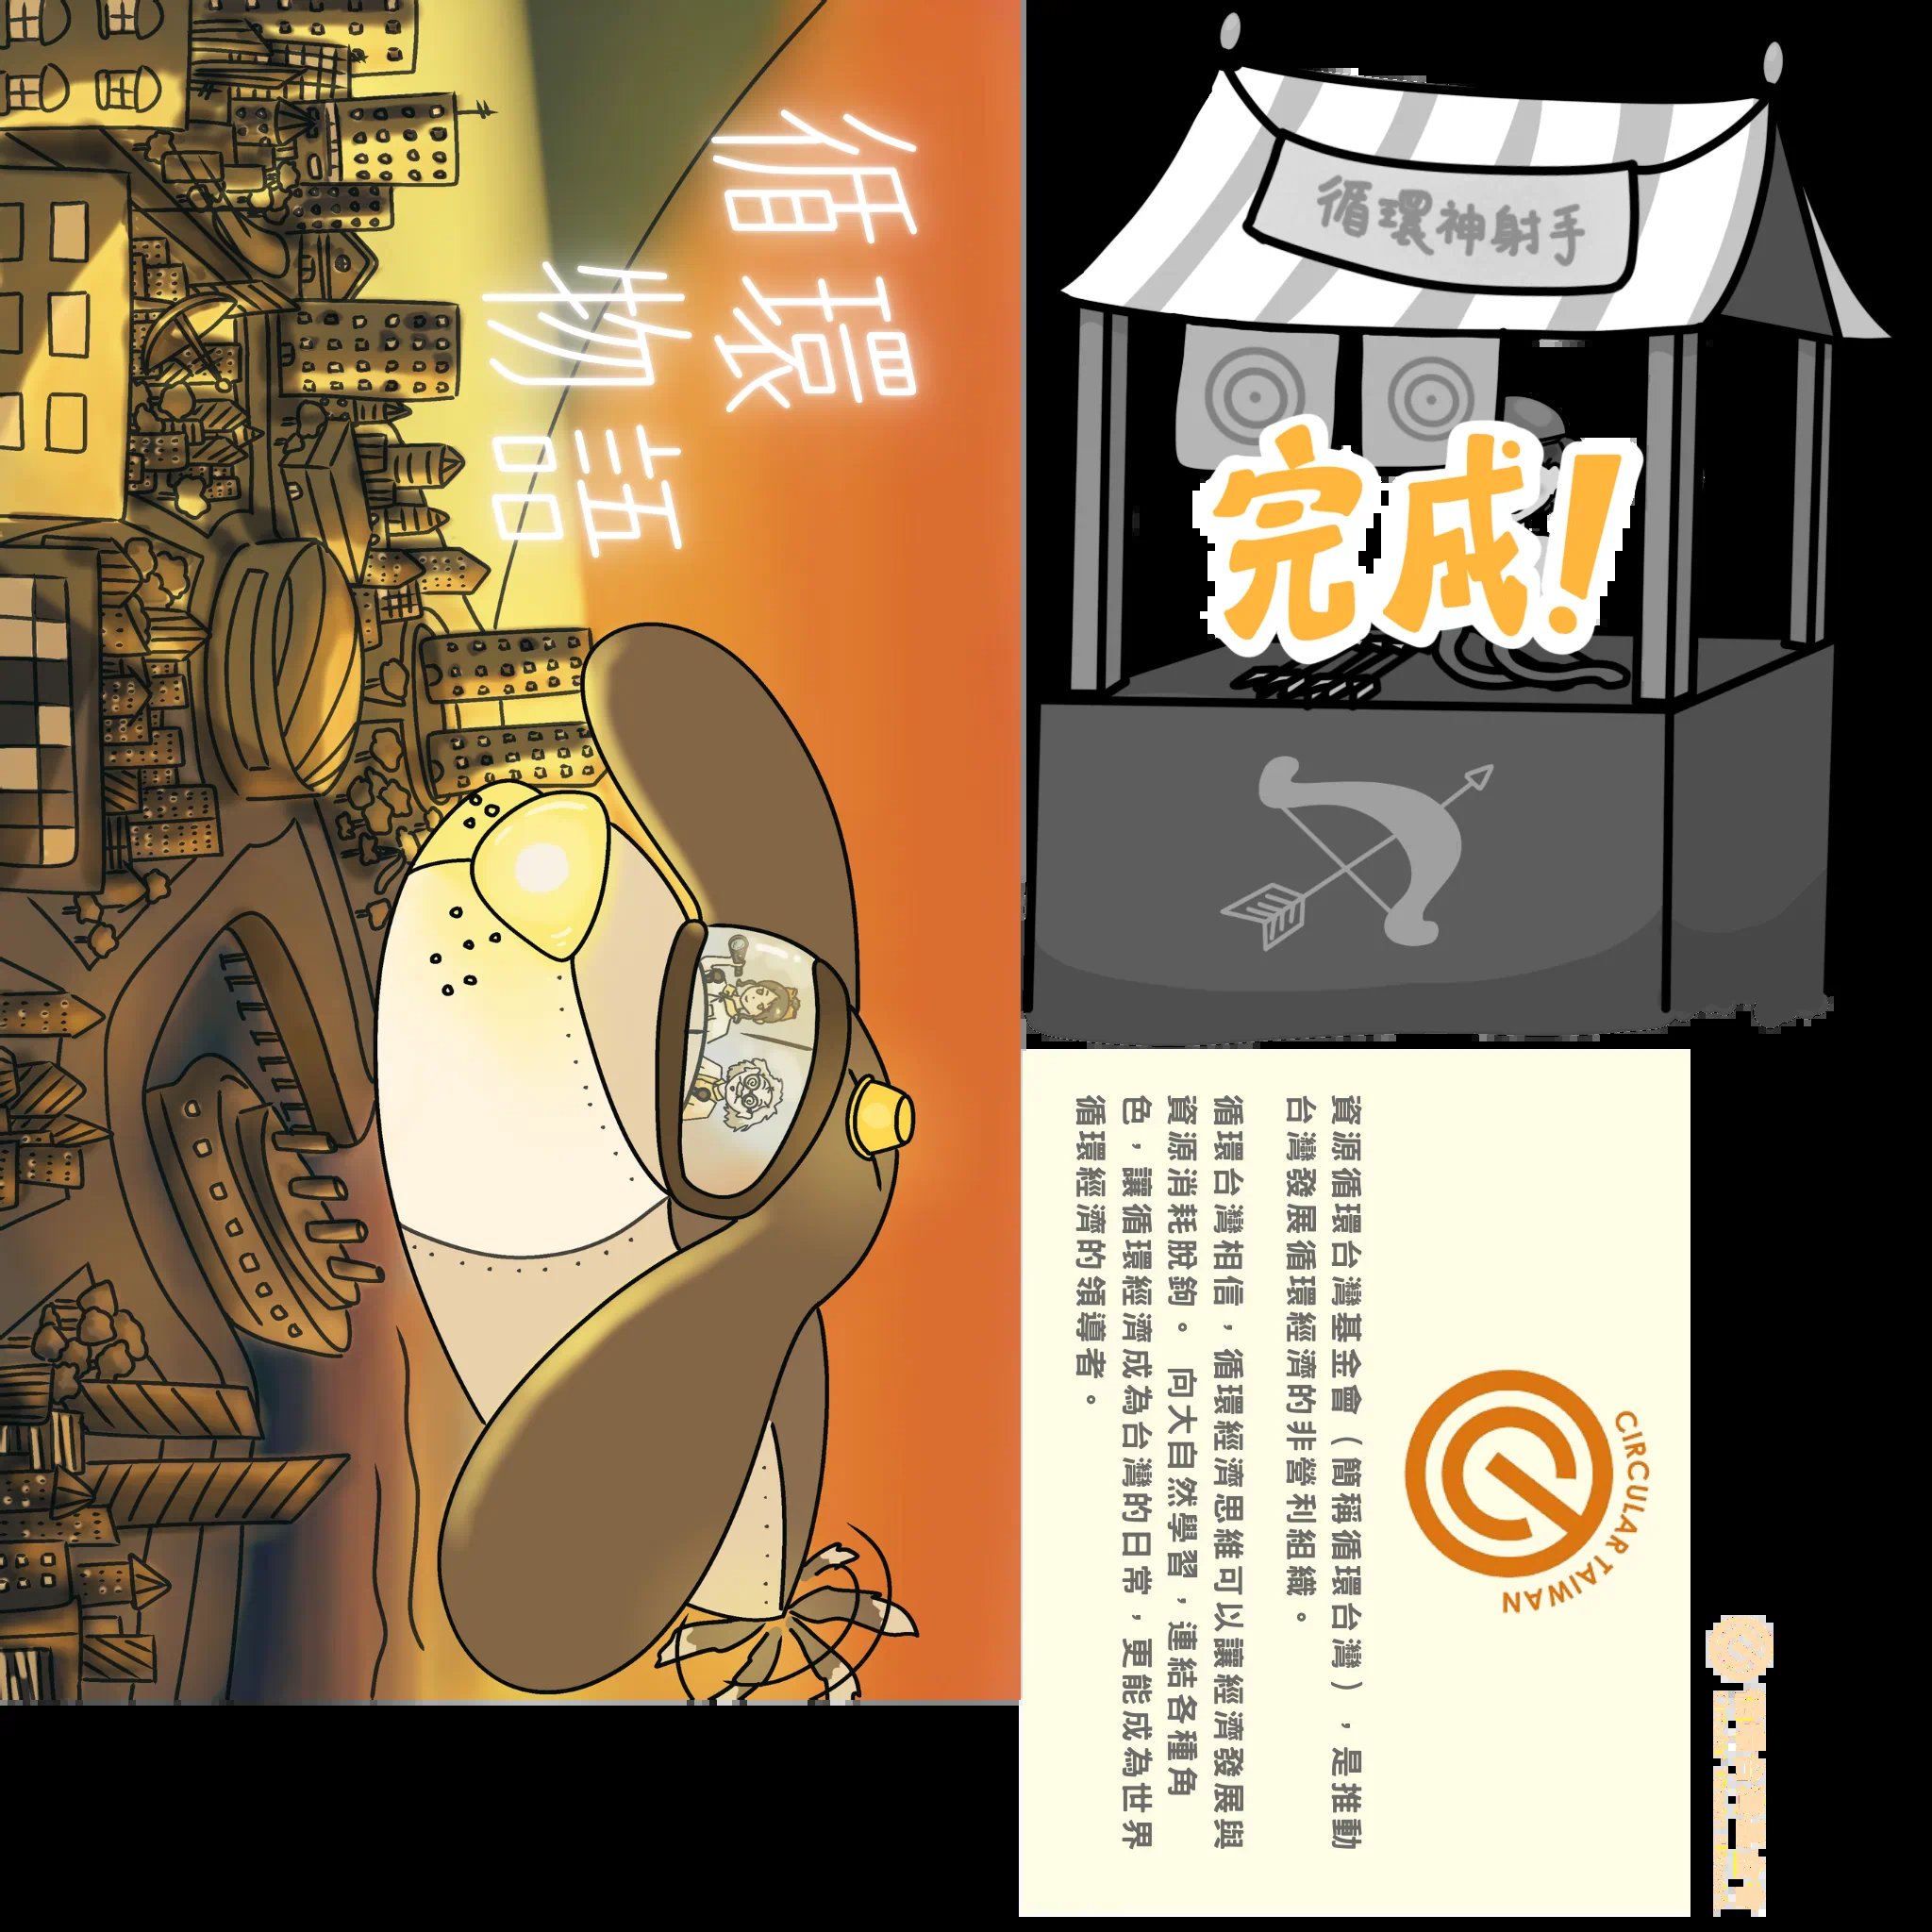 循環
物語
循環神射手
完成!
CIRCULAR TAIWAN
資源循環台灣基金會（簡稱循環台灣），是推動
台灣發展循環經濟的非營利組織。
循環台灣相信，循環經濟思維可以讓經濟發展與
資源消耗脫鉤。 向大自然學習，連結各種角
色，讓循環經濟成為台灣的日常，更能成為世界
循環經濟的領導者。